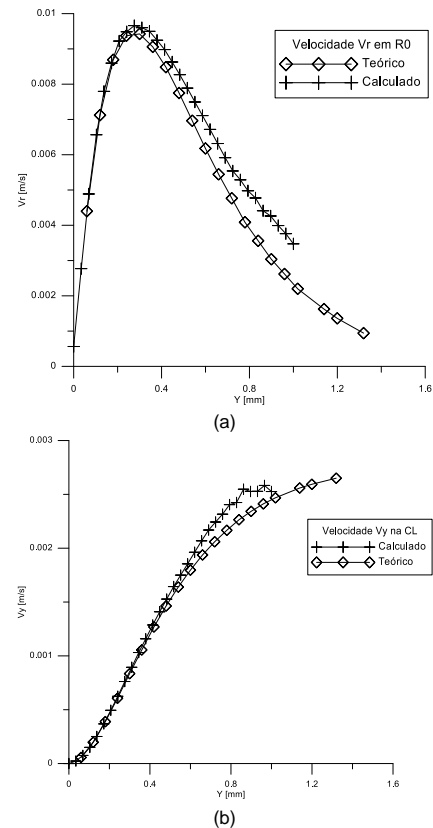 0.01
0.008
0.006
0.004
0.002
0
Vr [m/s]
Velocidade Vr em R0
Teórico
Calculado
0 0.4 0.8 1.2 1.6
Y [mm]
(a)
0.003
0.002
0.001
0
Vy [m/s]
Velocidade Vy na CL
Calculado
Teórico
0 0.4 0.8 1.2 1.6
Y [mm]
(b)